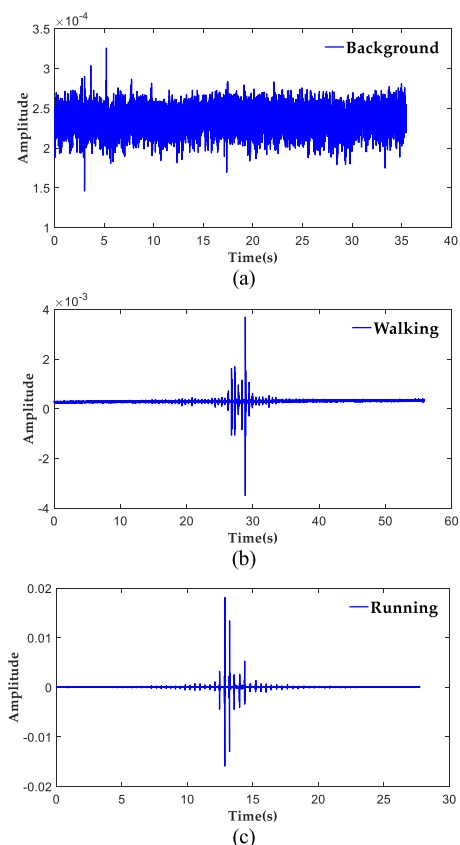 ×10⁻⁴
3.5
3
2.5
2
1.5
1
Amplitude
Background
0 5 10 15 20 25 30 35 40
Time(s)
(a)
×10⁻³
4
2
0
-2
-4
Amplitude
Walking
0 10 20 30 40 50 60
Time(s)
(b)
0.02
0.01
0
-0.01
-0.02
Amplitude
Running
0 5 10 15 20 25 30
Time(s)
(c)